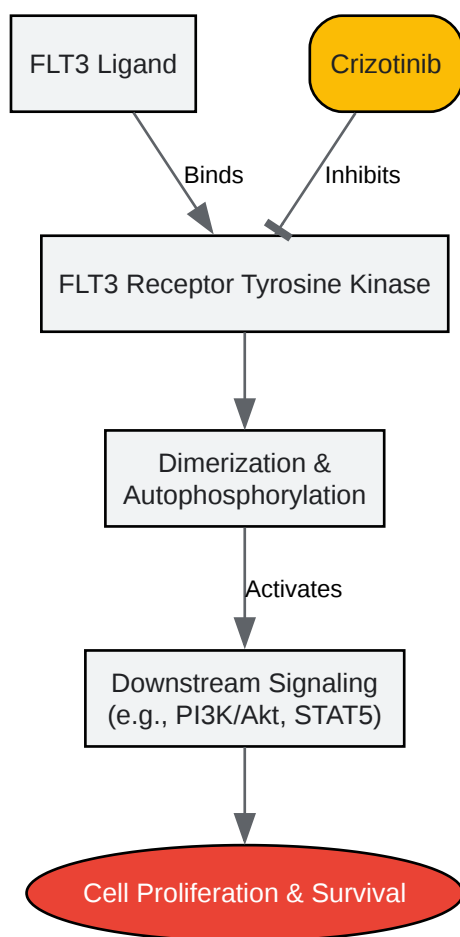 FLT3 Ligand
Crizotinib
Binds
Inhibits
FLT3 Receptor Tyrosine Kinase
Dimerization &
Autophosphorylation
Activates
Downstream Signaling
(e.g., PI3K/Akt, STAT5)
Cell Proliferation & Survival